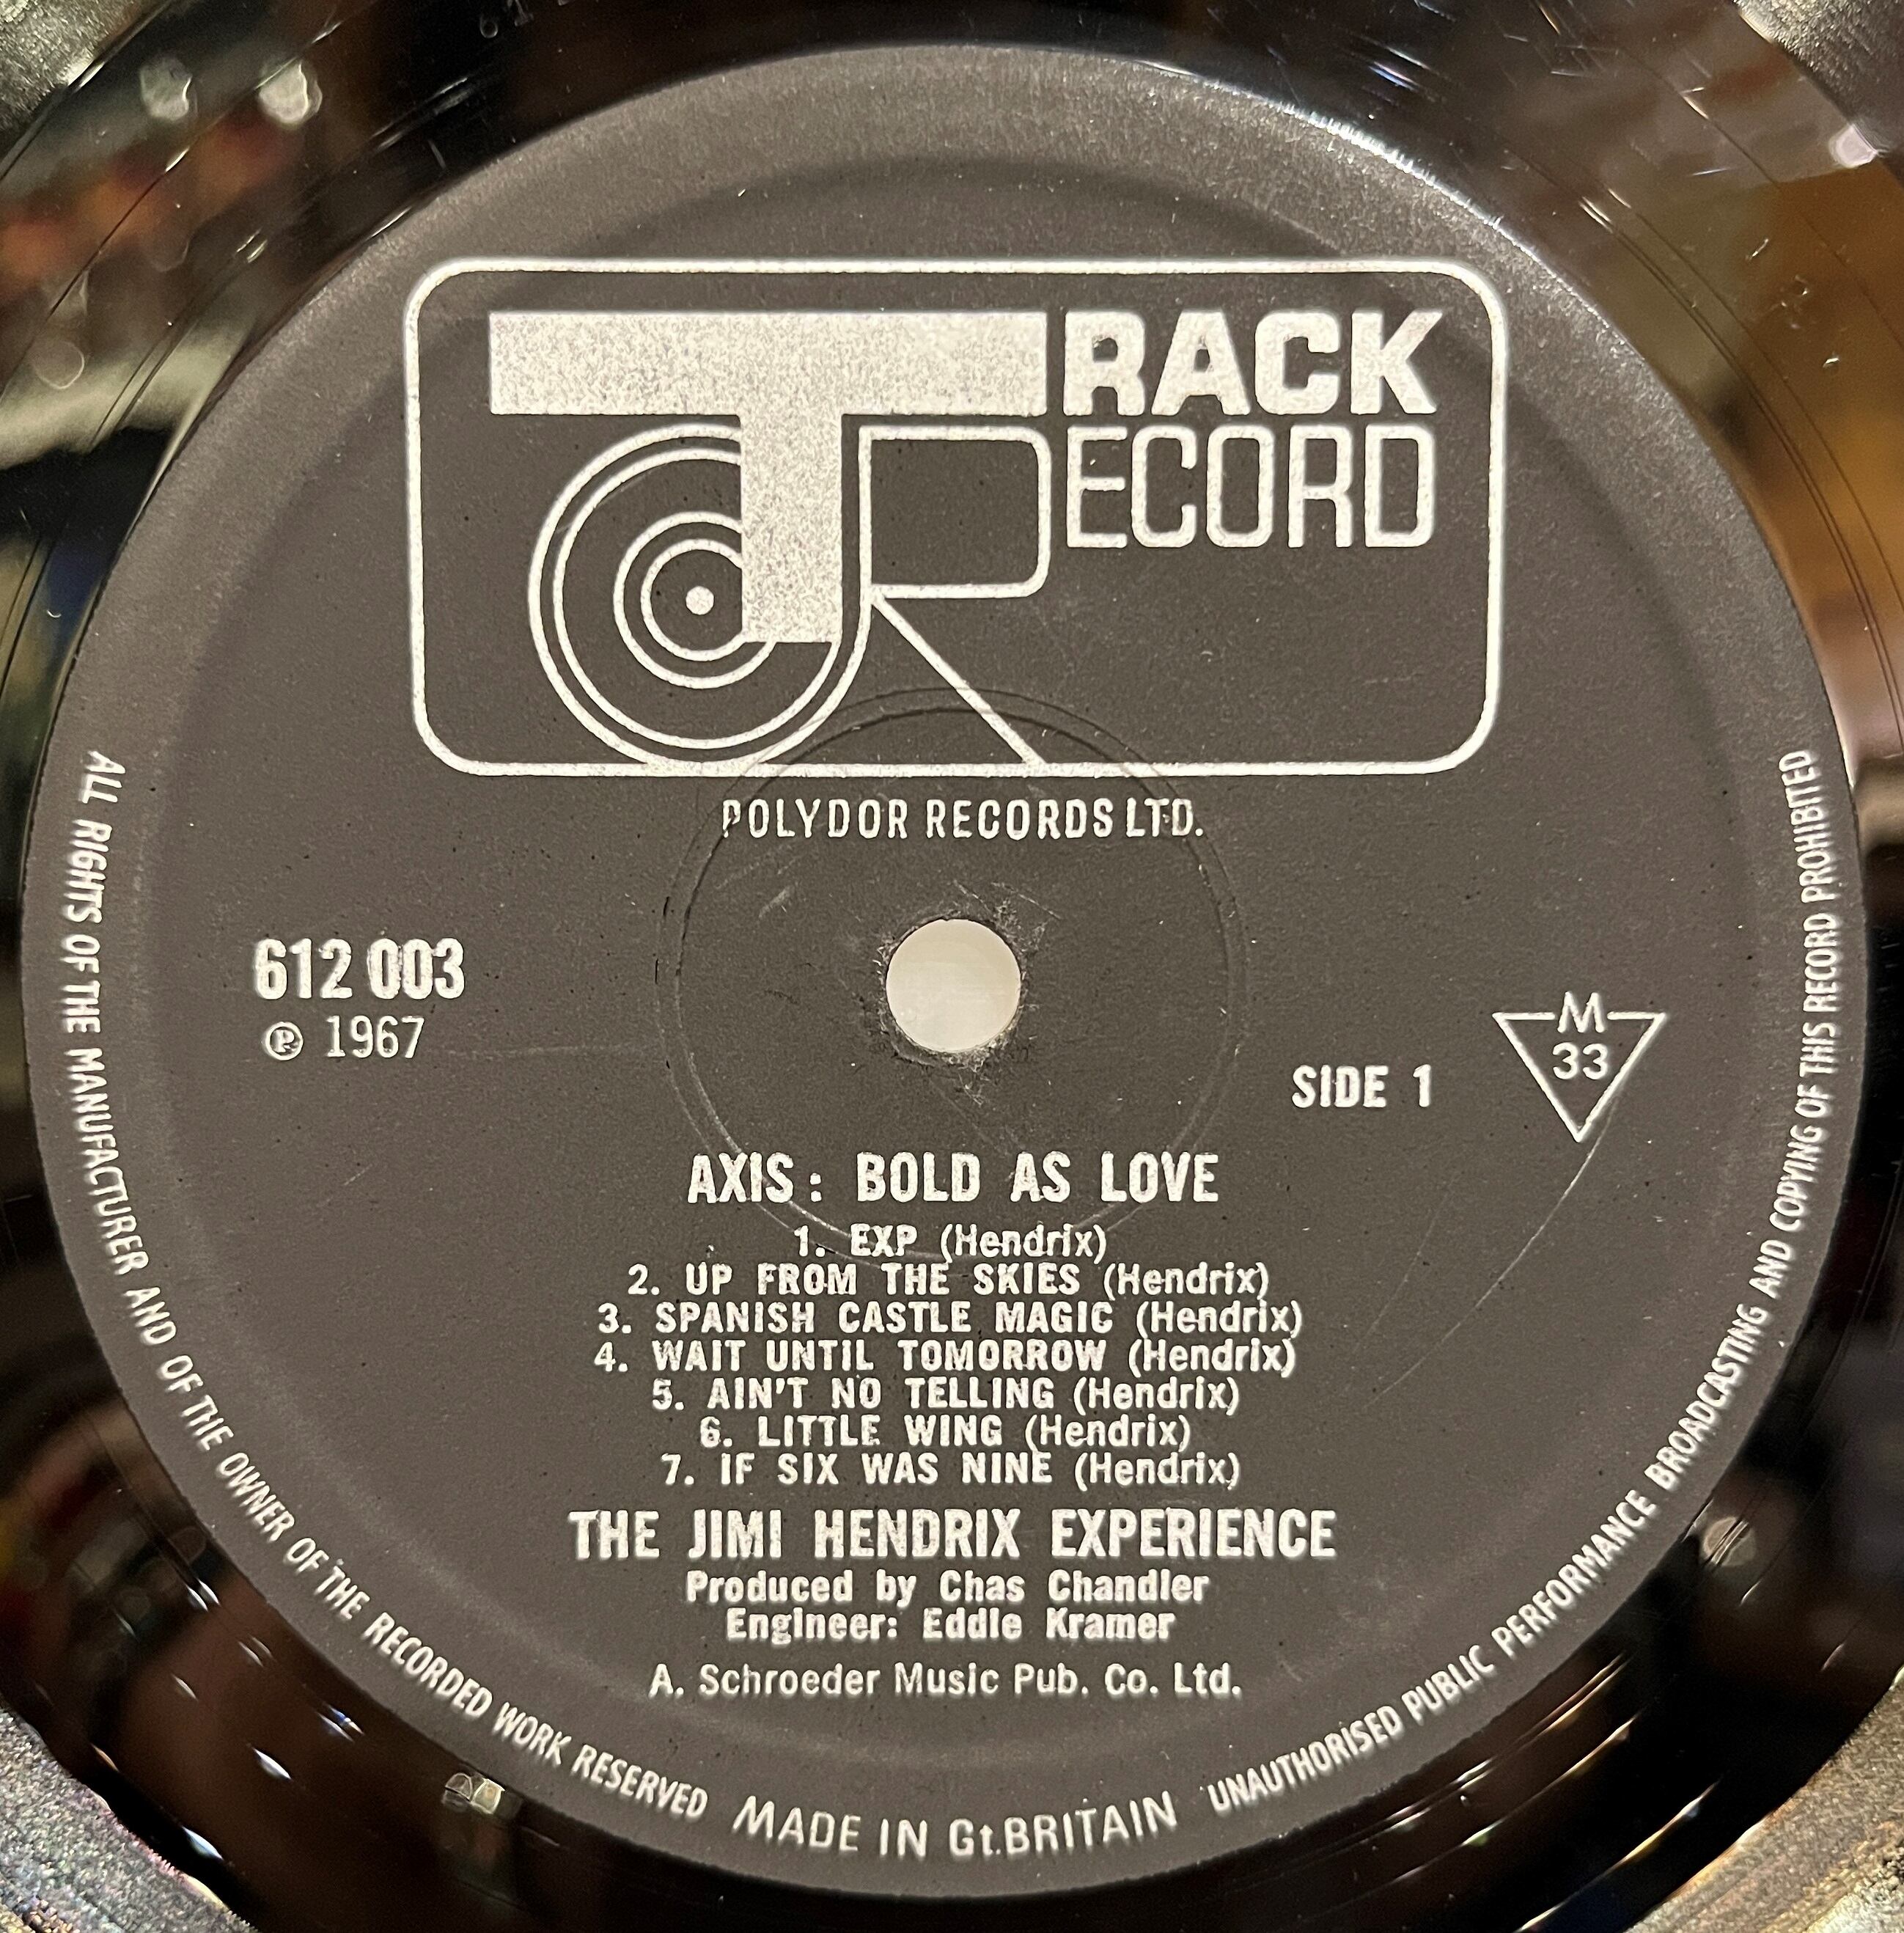 TRACK
RECORD
POLYDOR RECORDS LTD.
612 003
℗ 1967
M
33
SIDE 1
AXIS : BOLD AS LOVE
1. EXP (Hendrix)
2. UP FROM THE SKIES (Hendrix)
3. SPANISH CASTLE MAGIC (Hendrix)
4. WAIT UNTIL TOMORROW (Hendrix)
5. AIN'T NO TELLING (Hendrix)
6. LITTLE WING (Hendrix)
7. IF SIX WAS NINE (Hendrix)
THE JIMI HENDRIX EXPERIENCE
Produced by Chas Chandler
Engineer: Eddie Kramer
A. Schroeder Music Pub. Co. Ltd.
ALL RIGHTS OF THE MANUFACTURER AND OF THE OWNER OF THE RECORDED WORK RESERVED
MADE IN Gt.BRITAIN
UNAUTHORISED PUBLIC PERFORMANCE BROADCASTING AND COPYING OF THIS RECORD PROHIBITED